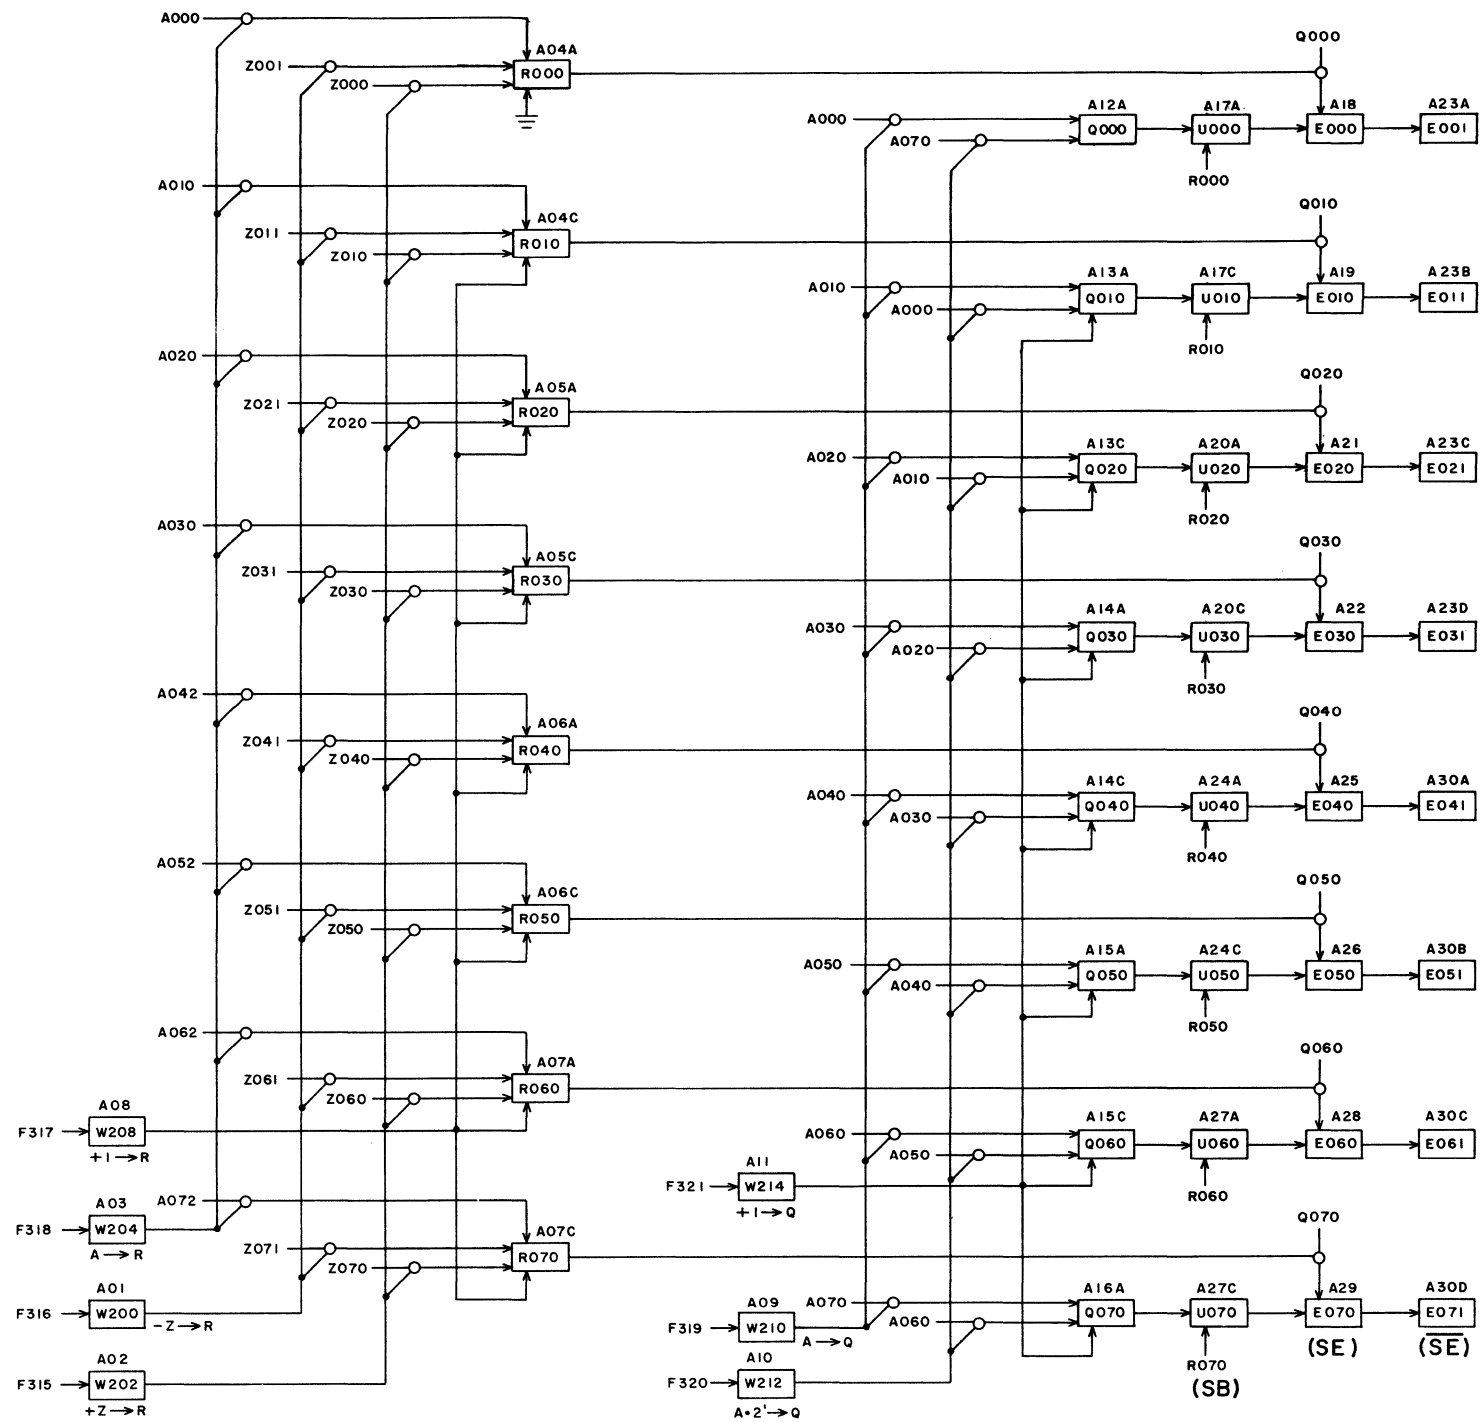 A000
A04A
Z001
R000
Z000
Q000
A000
A12A
A17A
A18
A23A
Q000
U000
E000
E001
A070
R000
A010
A04C
Z011
R010
Z010
Q010
A010
A13A
A17C
A19
A23B
Q010
U010
E010
E011
A000
R010
A020
A05A
Z021
R020
Z020
Q020
A020
A13C
A20A
A21
A23C
Q020
U020
E020
E021
A010
R020
A030
A05C
Z031
R030
Z030
Q030
A030
A14A
A20C
A22
A23D
Q030
U030
E030
E031
A020
R030
A042
A06A
Z041
R040
Z040
Q040
A040
A14C
A24A
A25
A30A
Q040
U040
E040
E041
A030
R040
A052
A06C
Z051
R050
Z050
Q050
A050
A15A
A24C
A26
A30B
Q050
U050
E050
E051
A040
R050
A062
A07A
Z061
R060
Z060
Q060
A08
F317
W208
+1→R
A060
A15C
A27A
A28
A30C
Q060
U060
E060
E061
A050
R060
A11
F321
W214
+1→Q
A03
A072
F318
W204
A→R
A07C
Z071
R070
Z070
Q070
A01
F316
W200
-Z→R
A09
F319
W210
A→Q
A070
A16A
A27C
A29
A30D
Q070
U070
E070
E071
A060
R070
(SB)
(SE)
(S̅E̅)
A02
F315
W202
+Z→R
A10
F320
W212
A•2'→Q